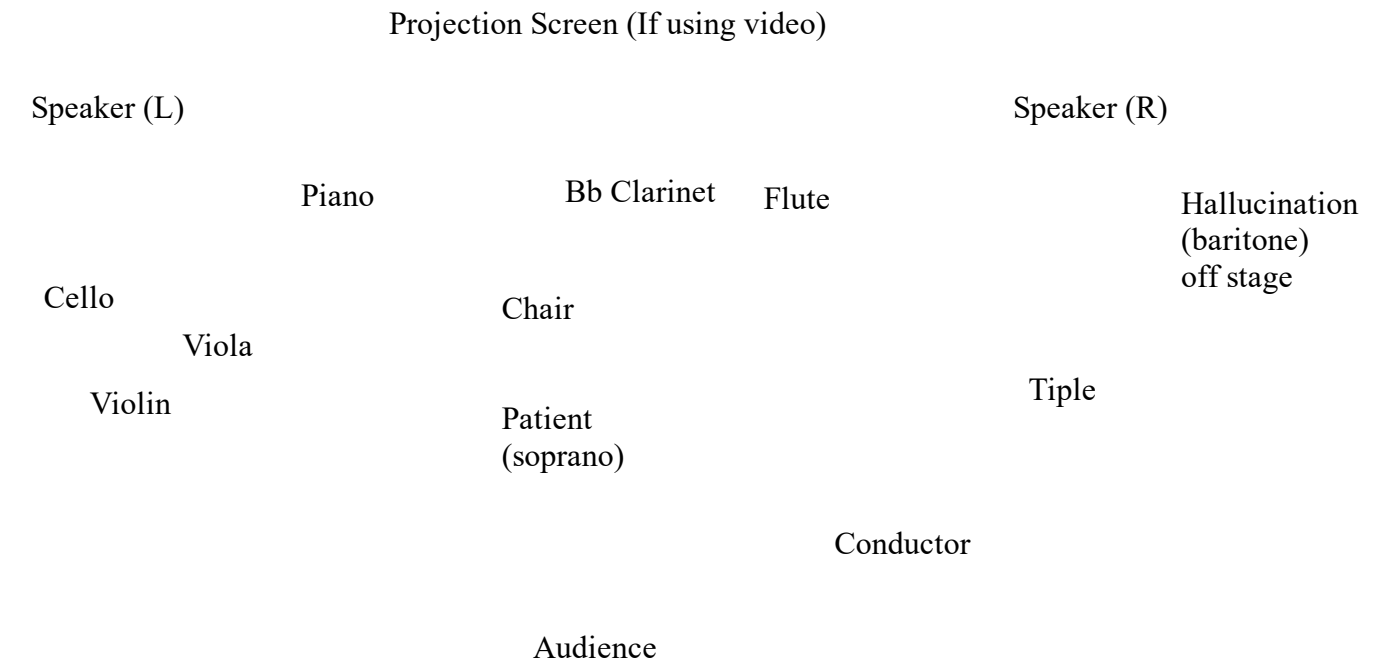 Projection Screen (If using video)
Speaker (L)
Speaker (R)
Piano
Bb Clarinet
Flute
Hallucination
(baritone)
off stage
Cello
Chair
Viola
Violin
Tiple
Patient
(soprano)
Conductor
Audience